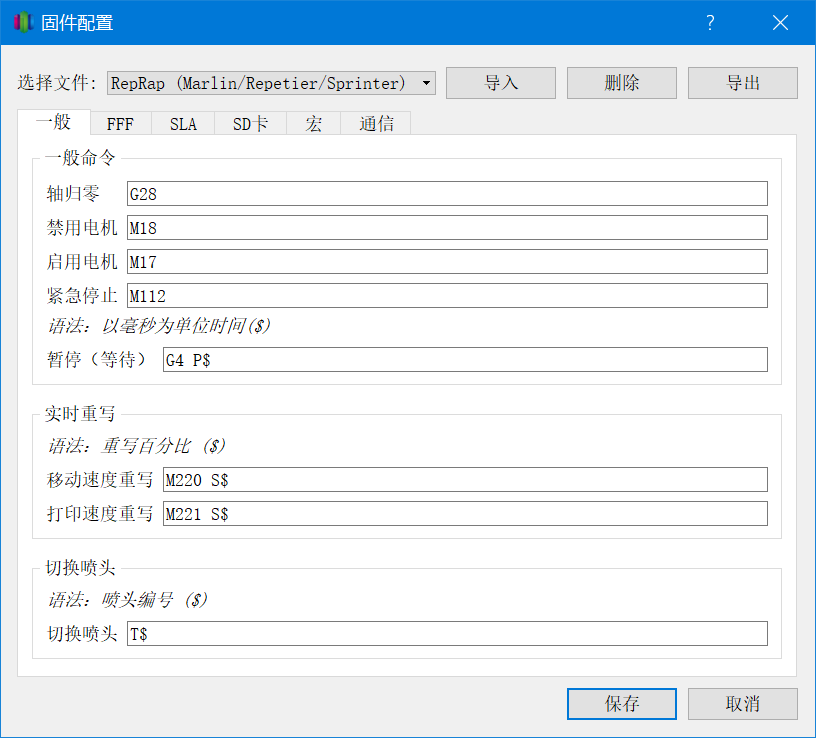 固件配置 ?
选择文件: RepRap (Marlin/Repetier/Sprinter) 导入 删除 导出
一般 FFF SLA SD卡 宏 通信
一般命令
轴归零 G28
禁用电机 M18
启用电机 M17
紧急停止 M112
语法: 以毫秒为单位时间($)
暂停（等待） G4 P$
实时重写
语法: 重写百分比 ($)
移动速度重写 M220 S$
打印速度重写 M221 S$
切换喷头
语法: 喷头编号 ($)
切换喷头 T$
保存 取消